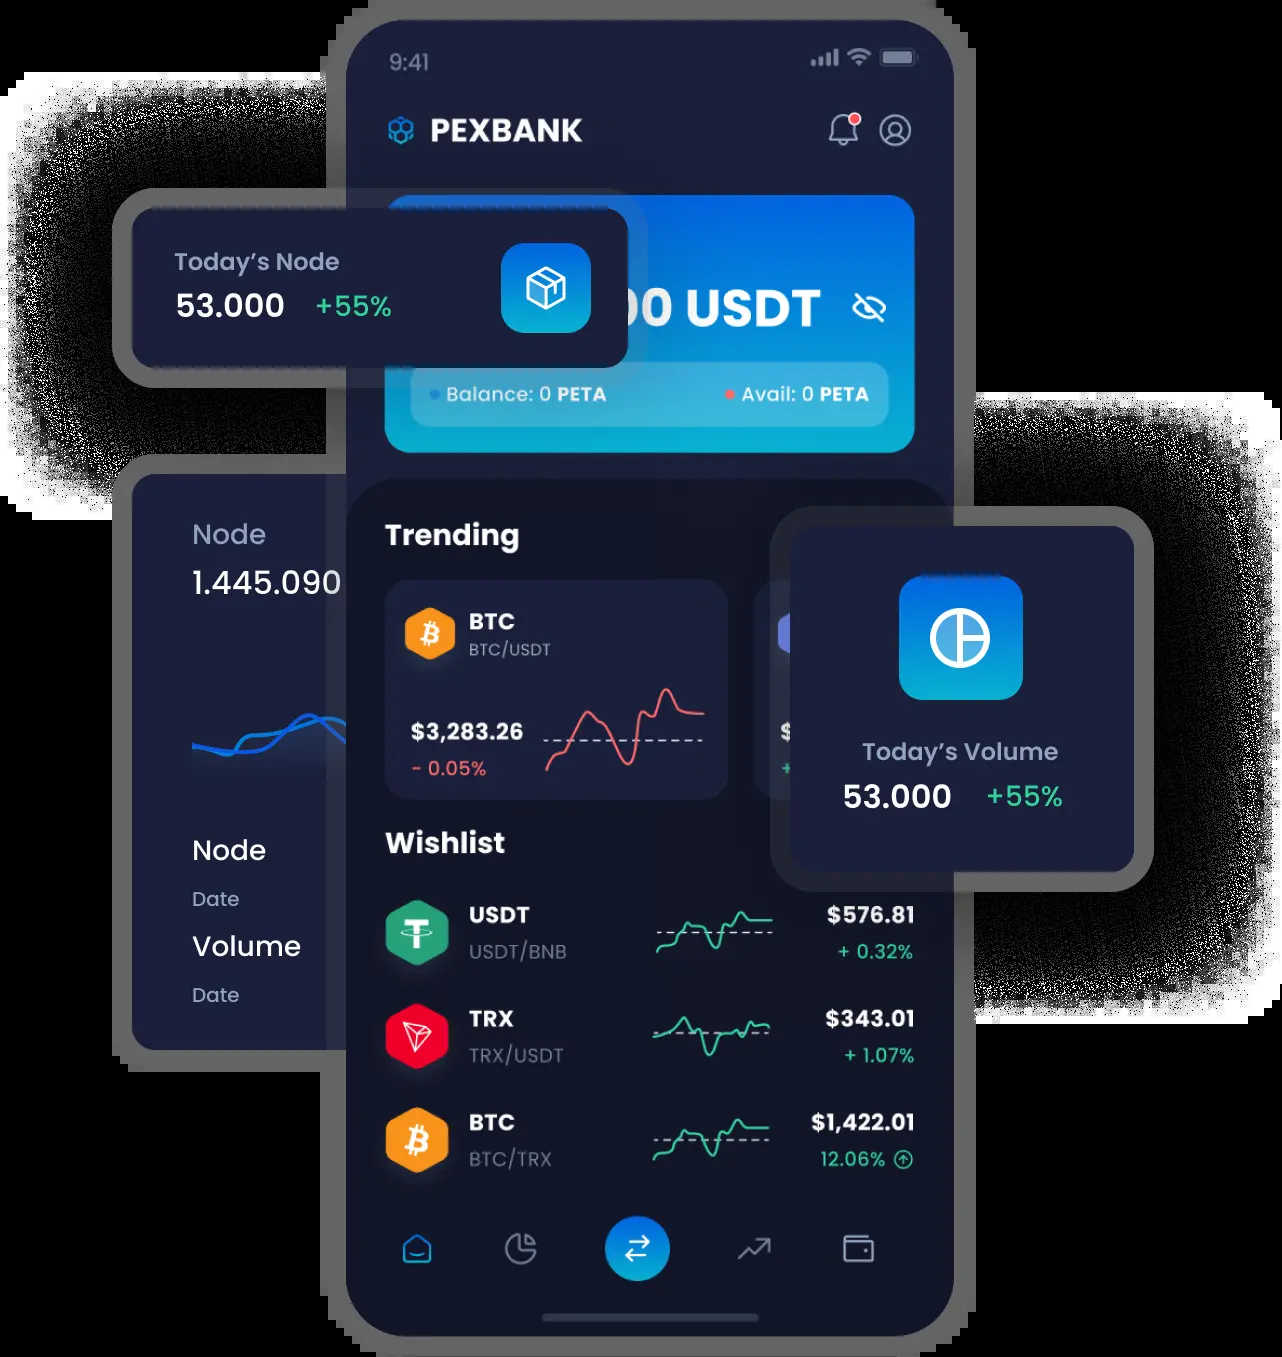 9:41
PEXBANK
Today's Node
53.000 +55%
00 USDT
Balance: 0 PETA
Avail: 0 PETA
Node
1.445.090
Node
Date
Volume
Date
Trending
BTC
BTC/USDT
$3,283.26
- 0.05%
$
+
Today's Volume
53.000 +55%
Wishlist
USDT
USDT/BNB
$576.81
+ 0.32%
TRX
TRX/USDT
$343.01
+ 1.07%
BTC
BTC/TRX
$1,422.01
12.06%